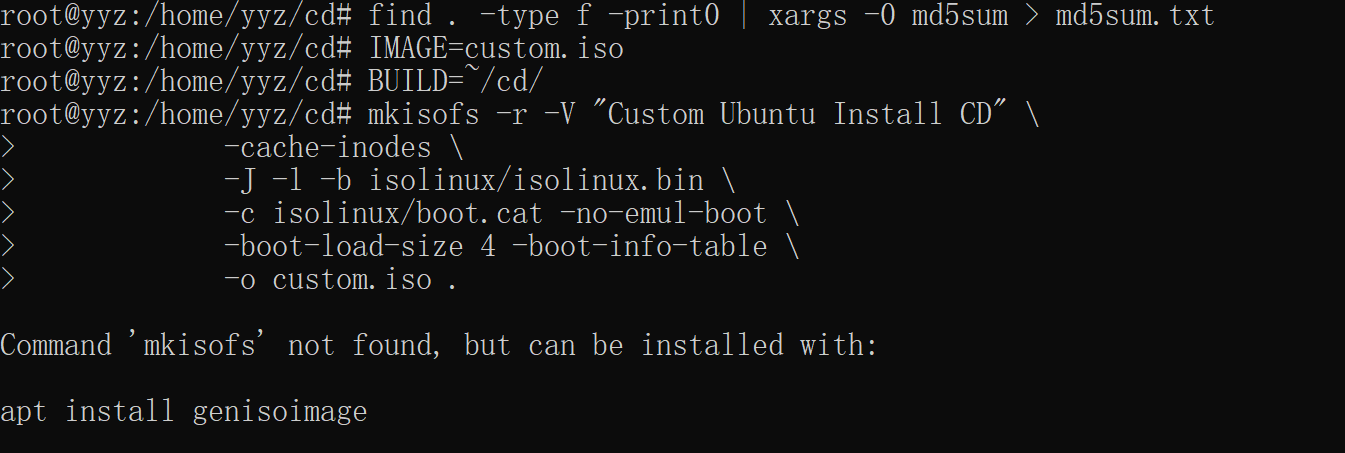 root@yyz:/home/yyz/cd# find . -type f -print0 | xargs -0 md5sum > md5sum.txt
root@yyz:/home/yyz/cd# IMAGE=custom.iso
root@yyz:/home/yyz/cd# BUILD=~/cd/
root@yyz:/home/yyz/cd# mkisofs -r -V "Custom Ubuntu Install CD" \
>             -cache-inodes \
>             -J -l -b isolinux/isolinux.bin \
>             -c isolinux/boot.cat -no-emul-boot \
>             -boot-load-size 4 -boot-info-table \
>             -o custom.iso .
Command 'mkisofs' not found, but can be installed with:
apt install genisoimage